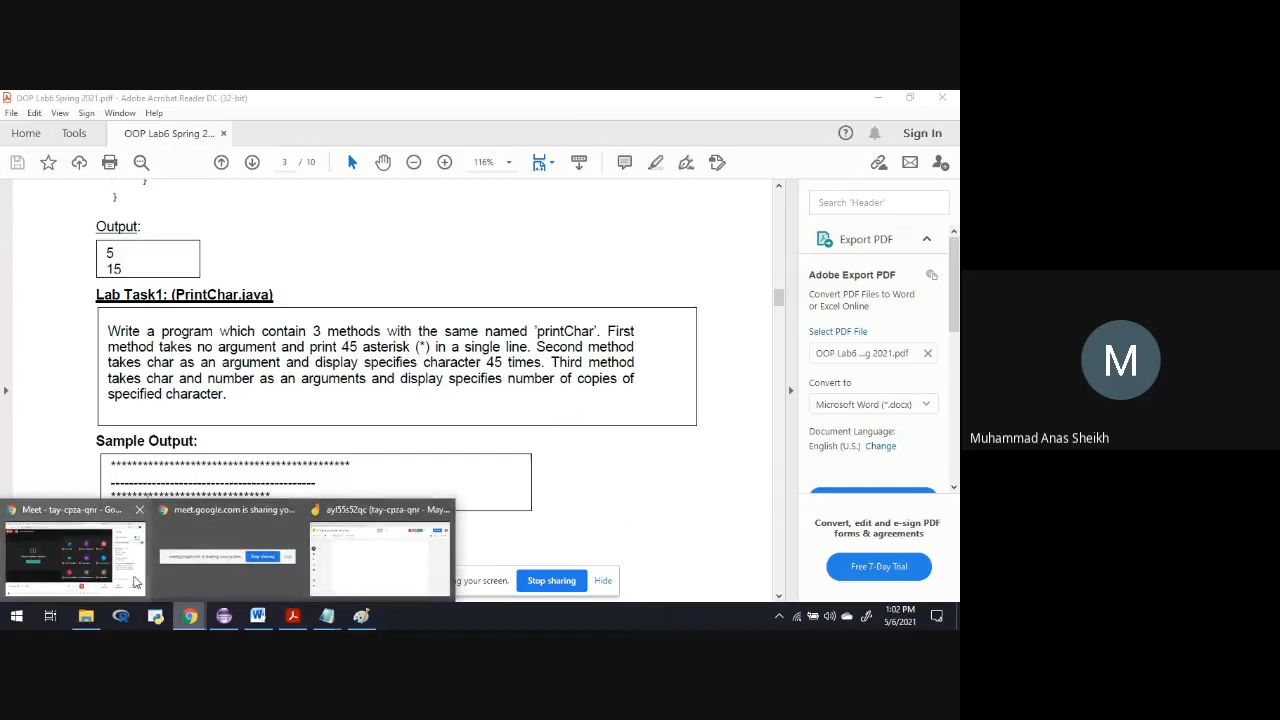 OOP Lab6 Spring 2021.pdf - Adobe Acrobat Reader DC (32-bit)
File Edit View Sign Window Help
Home Tools OOP Lab6 Spring 2... × Sign In
3 / 10 116%
}
}
Output:
5
15
Lab Task1: (PrintChar.java)
Write a program which contain 3 methods with the same named 'printChar'. First
method takes no argument and print 45 asterisk (*) in a single line. Second method
takes char as an argument and display specifies character 45 times. Third method
takes char and number as an arguments and display specifies number of copies of
specified character.
Sample Output:
*********************************************
---------------------------------------------
******************************
Search 'Header'
Export PDF
Adobe Export PDF
Convert PDF Files to Word
or Excel Online
Select PDF File
OOP Lab6 ...g 2021.pdf
Convert to
Microsoft Word (*.docx)
Document Language:
English (U.S.) Change
Convert, edit and e-sign PDF
forms & agreements
Free 7-Day Trial
Meet - tay-cpza-qnr - Go...
meet.google.com is sharing yo...
ayl55s52qc (tay-cpza-qnr - May...
Stop sharing
ng your screen. Stop sharing Hide
1:02 PM
5/6/2021
M
Muhammad Anas Sheikh